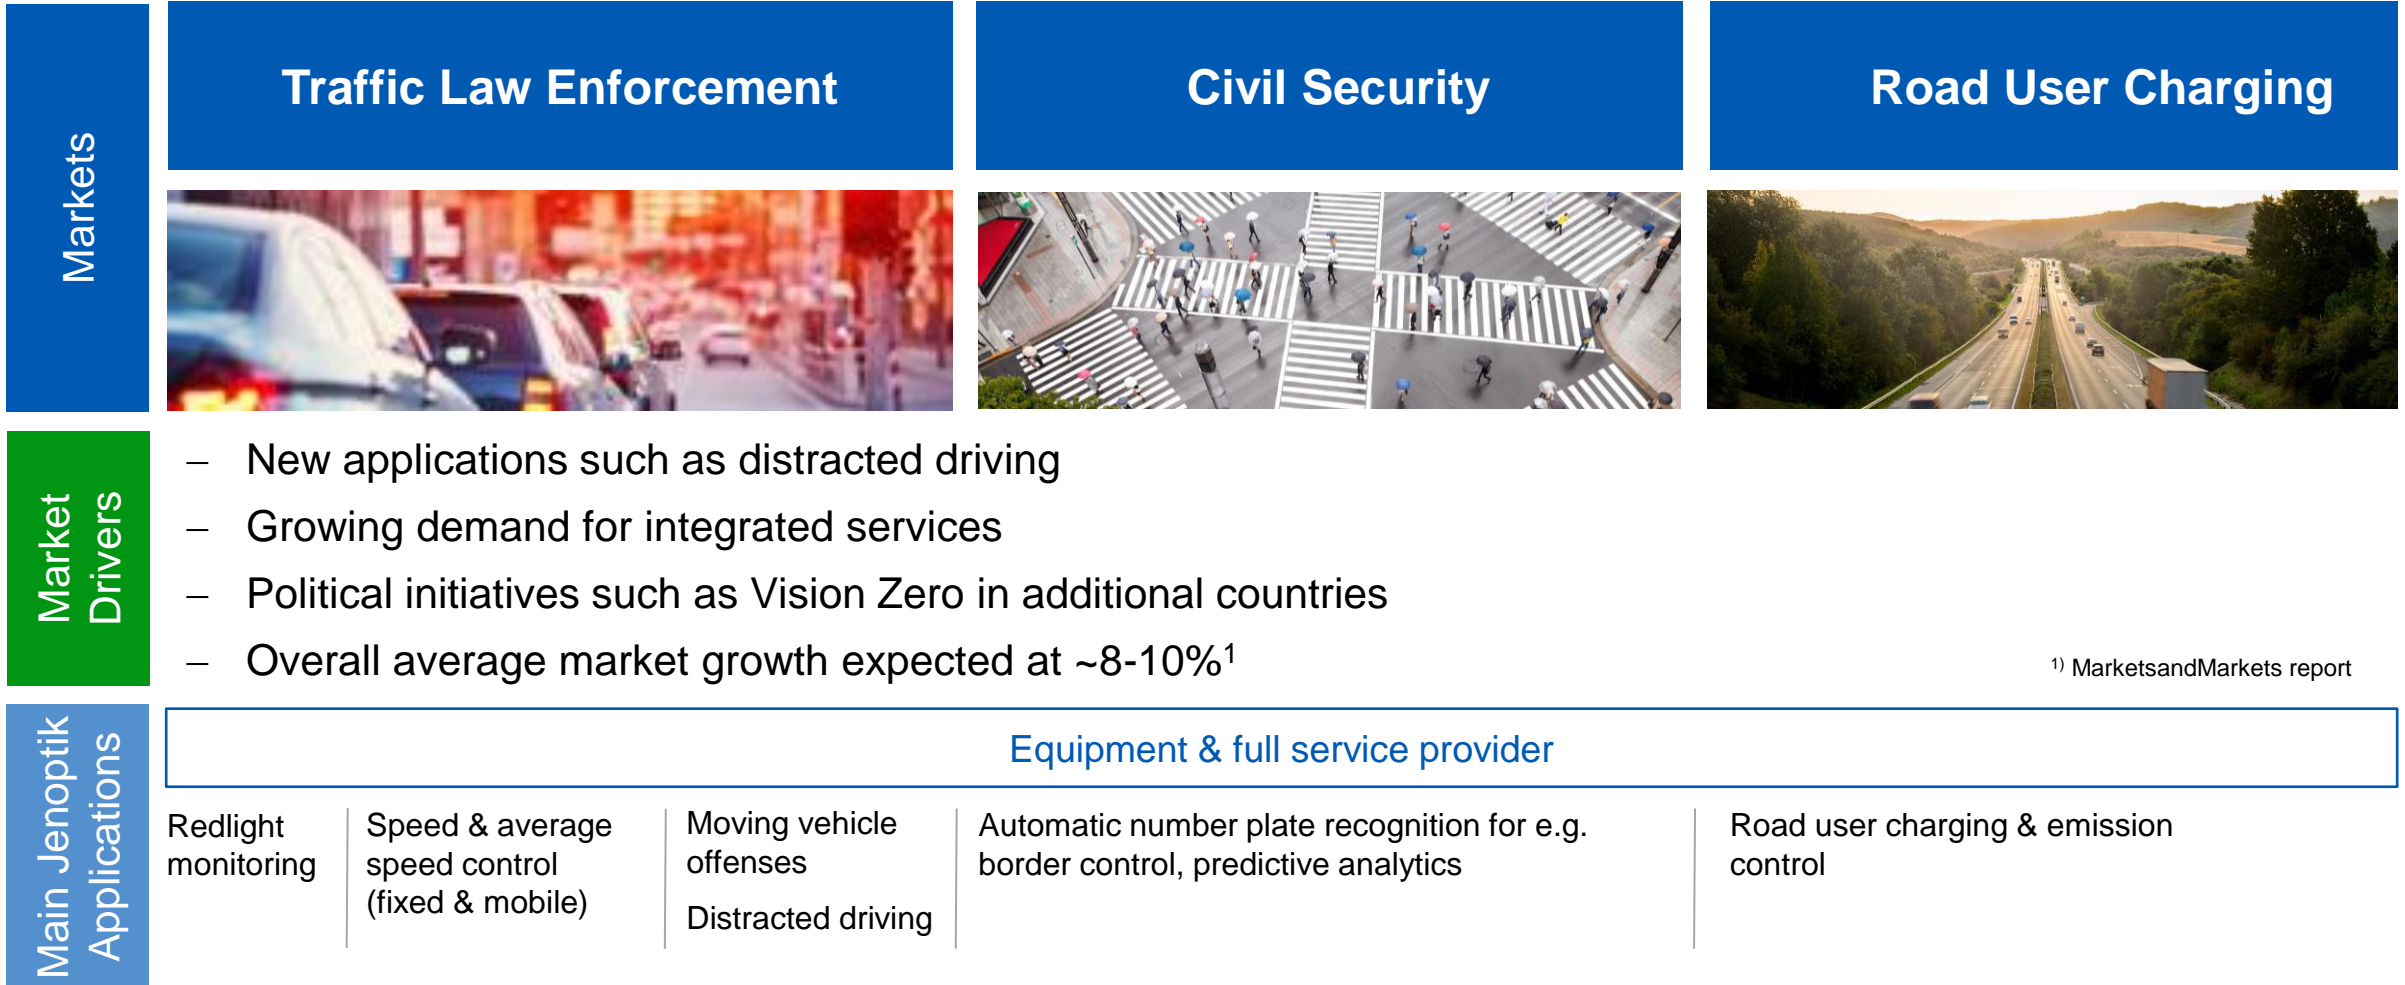 Markets
Traffic Law Enforcement
Civil Security
Road User Charging
Market
Drivers
– New applications such as distracted driving
– Growing demand for integrated services
– Political initiatives such as Vision Zero in additional countries
– Overall average market growth expected at ~8-10%¹
¹⁾ MarketsandMarkets report
Main Jenoptik
Applications
Equipment & full service provider
Redlight
monitoring
Speed & average
speed control
(fixed & mobile)
Moving vehicle
offenses
Distracted driving
Automatic number plate recognition for e.g.
border control, predictive analytics
Road user charging & emission
control